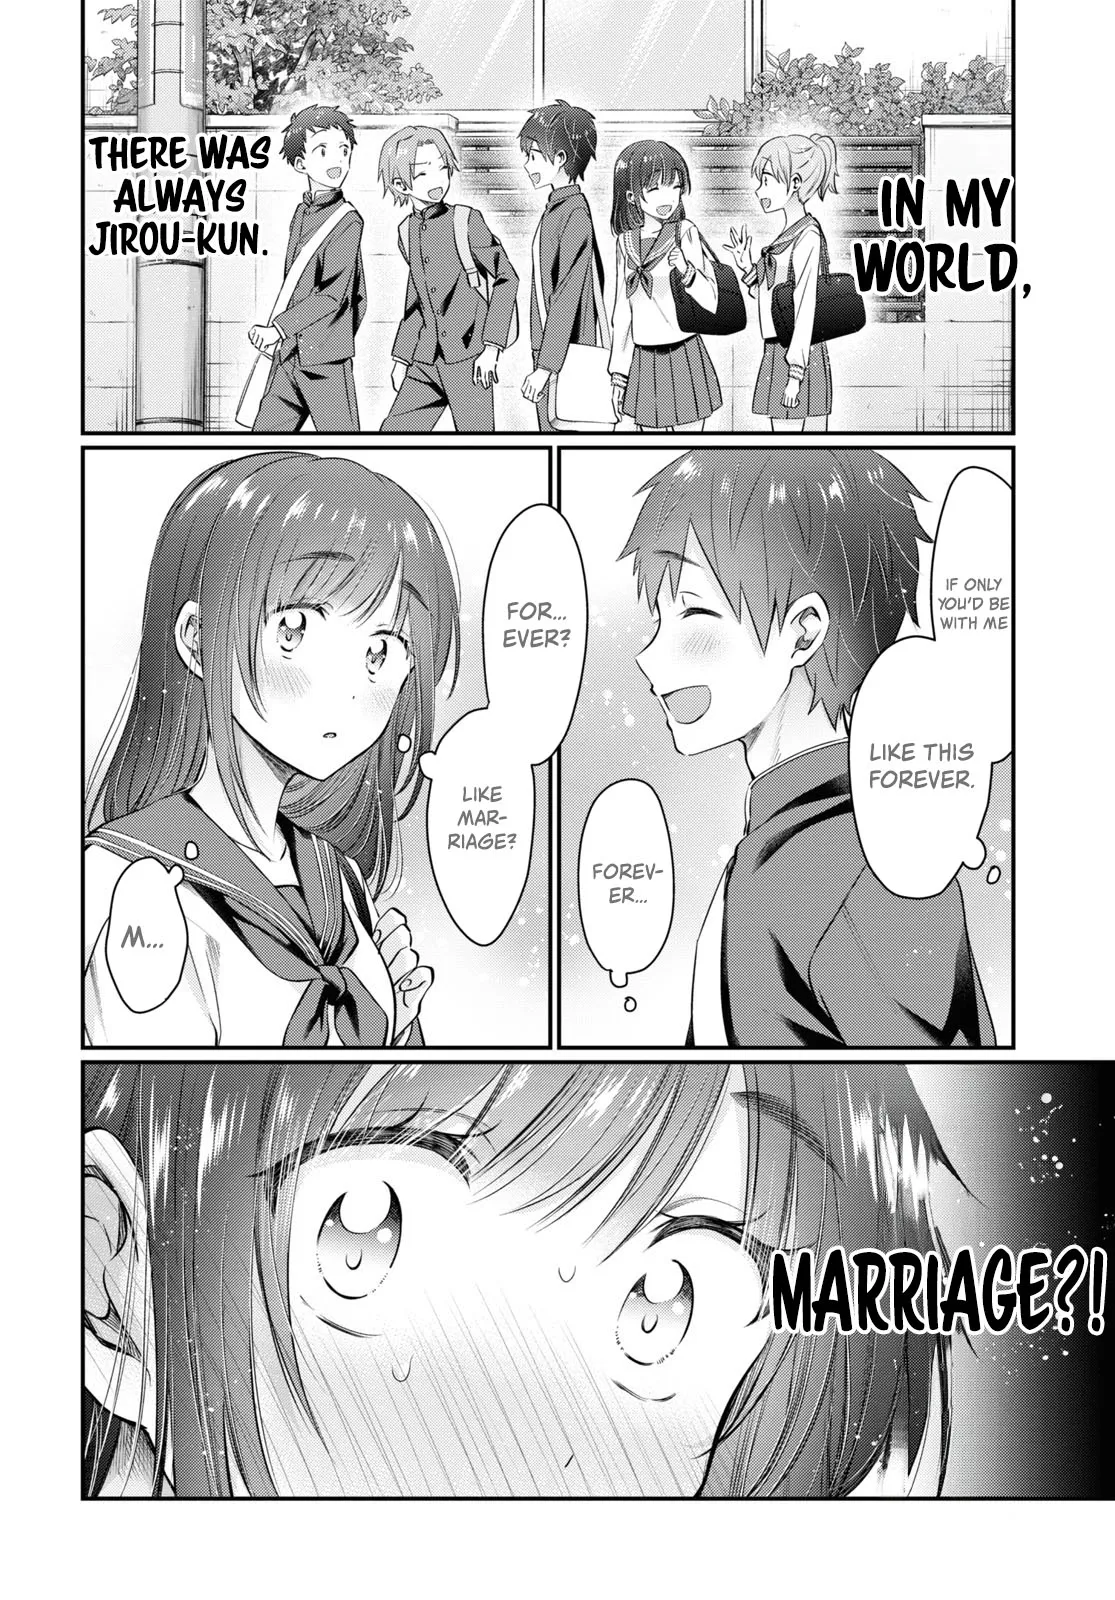 IN MY
WORLD,
THERE WAS
ALWAYS
JIROU-KUN.
IF ONLY
YOU'D BE
WITH ME
LIKE THIS
FOREVER.
FOREV-
ER...
FOR...
EVER?
LIKE
MAR-
RIAGE?
M...
MARRIAGE?!